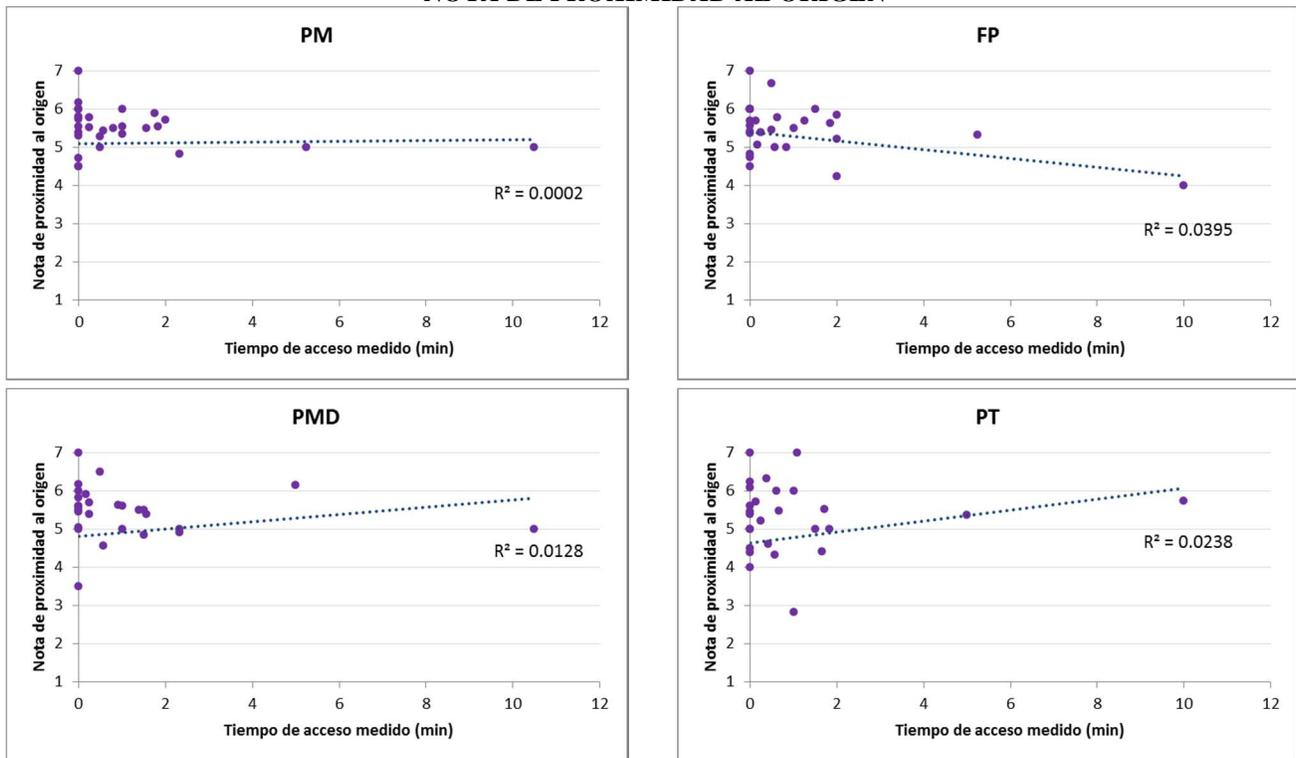 NOTA DE PROXIMIDAD AL ORIGEN
PM
Nota de proximidad al origen
7
6
5
4
3
2
1
R² = 0.0002
0 2 4 6 8 10 12
Tiempo de acceso medido (min)
FP
Nota de proximidad al origen
7
6
5
4
3
2
1
R² = 0.0395
0 2 4 6 8 10 12
Tiempo de acceso medido (min)
PMD
Nota de proximidad al origen
7
6
5
4
3
2
1
R² = 0.0128
0 2 4 6 8 10 12
Tiempo de acceso medido (min)
PT
Nota de proximidad al origen
7
6
5
4
3
2
1
R² = 0.0238
0 2 4 6 8 10 12
Tiempo de acceso medido (min)